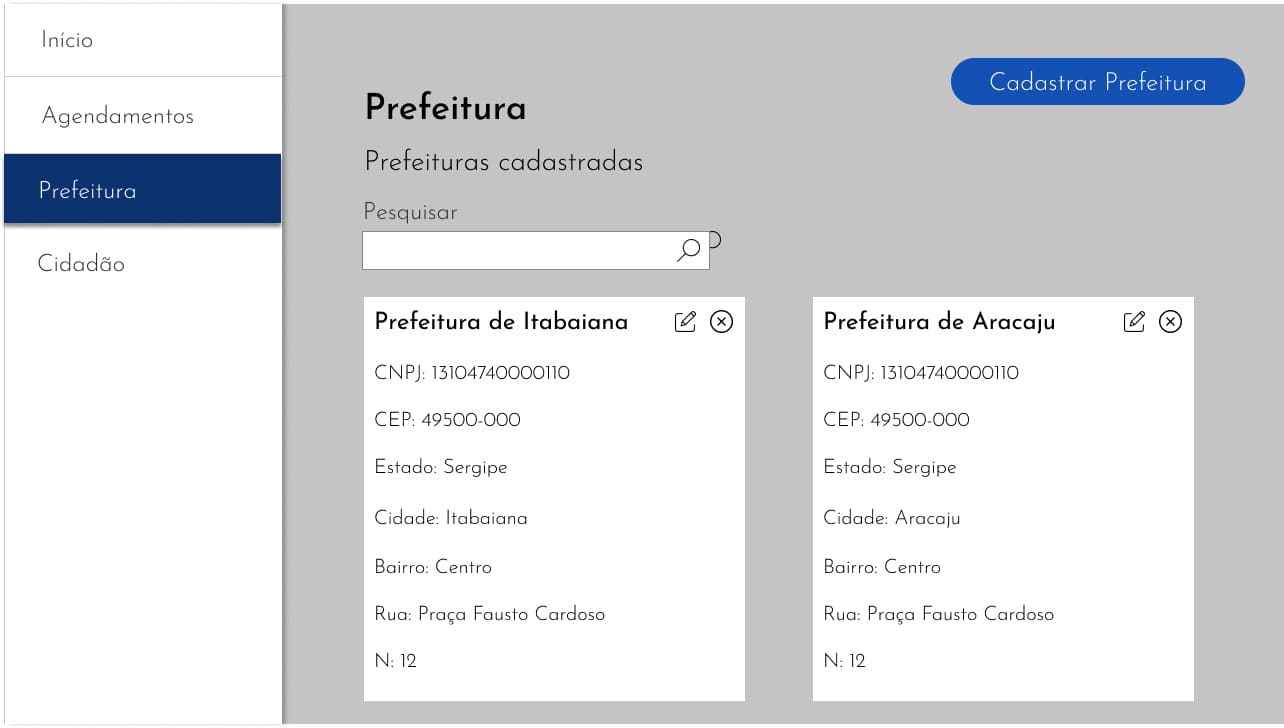 Início
Agendamentos
Prefeitura
Cidadão
Cadastrar Prefeitura
Prefeitura
Prefeituras cadastradas
Pesquisar
Prefeitura de Itabaiana
CNPJ: 13104740000110
CEP: 49500-000
Estado: Sergipe
Cidade: Itabaiana
Bairro: Centro
Rua: Praça Fausto Cardoso
N: 12
Prefeitura de Aracaju
CNPJ: 13104740000110
CEP: 49500-000
Estado: Sergipe
Cidade: Aracaju
Bairro: Centro
Rua: Praça Fausto Cardoso
N: 12